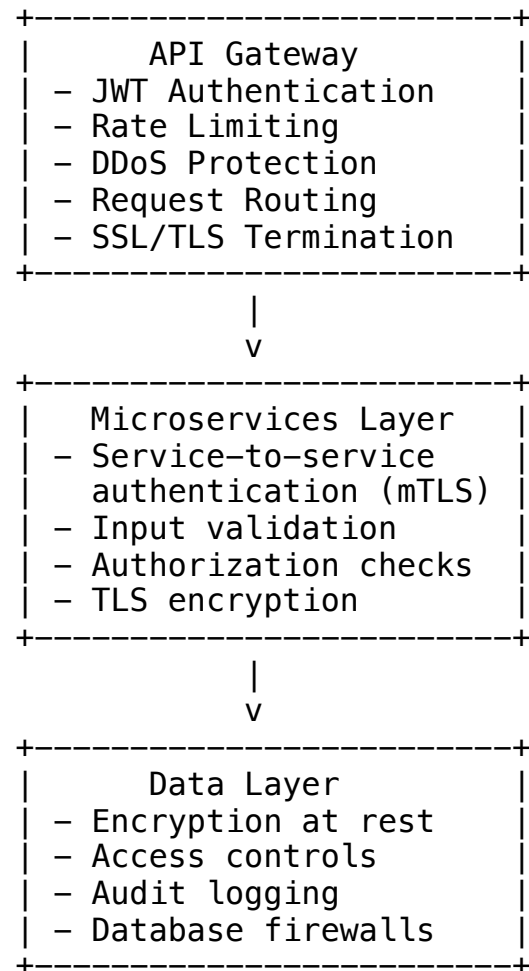 API Gateway
- JWT Authentication
- Rate Limiting
- DDoS Protection
- Request Routing
- SSL/TLS Termination
Microservices Layer
- Service-to-service
authentication (mTLS)
- Input validation
- Authorization checks
- TLS encryption
Data Layer
- Encryption at rest
- Access controls
- Audit logging
- Database firewalls